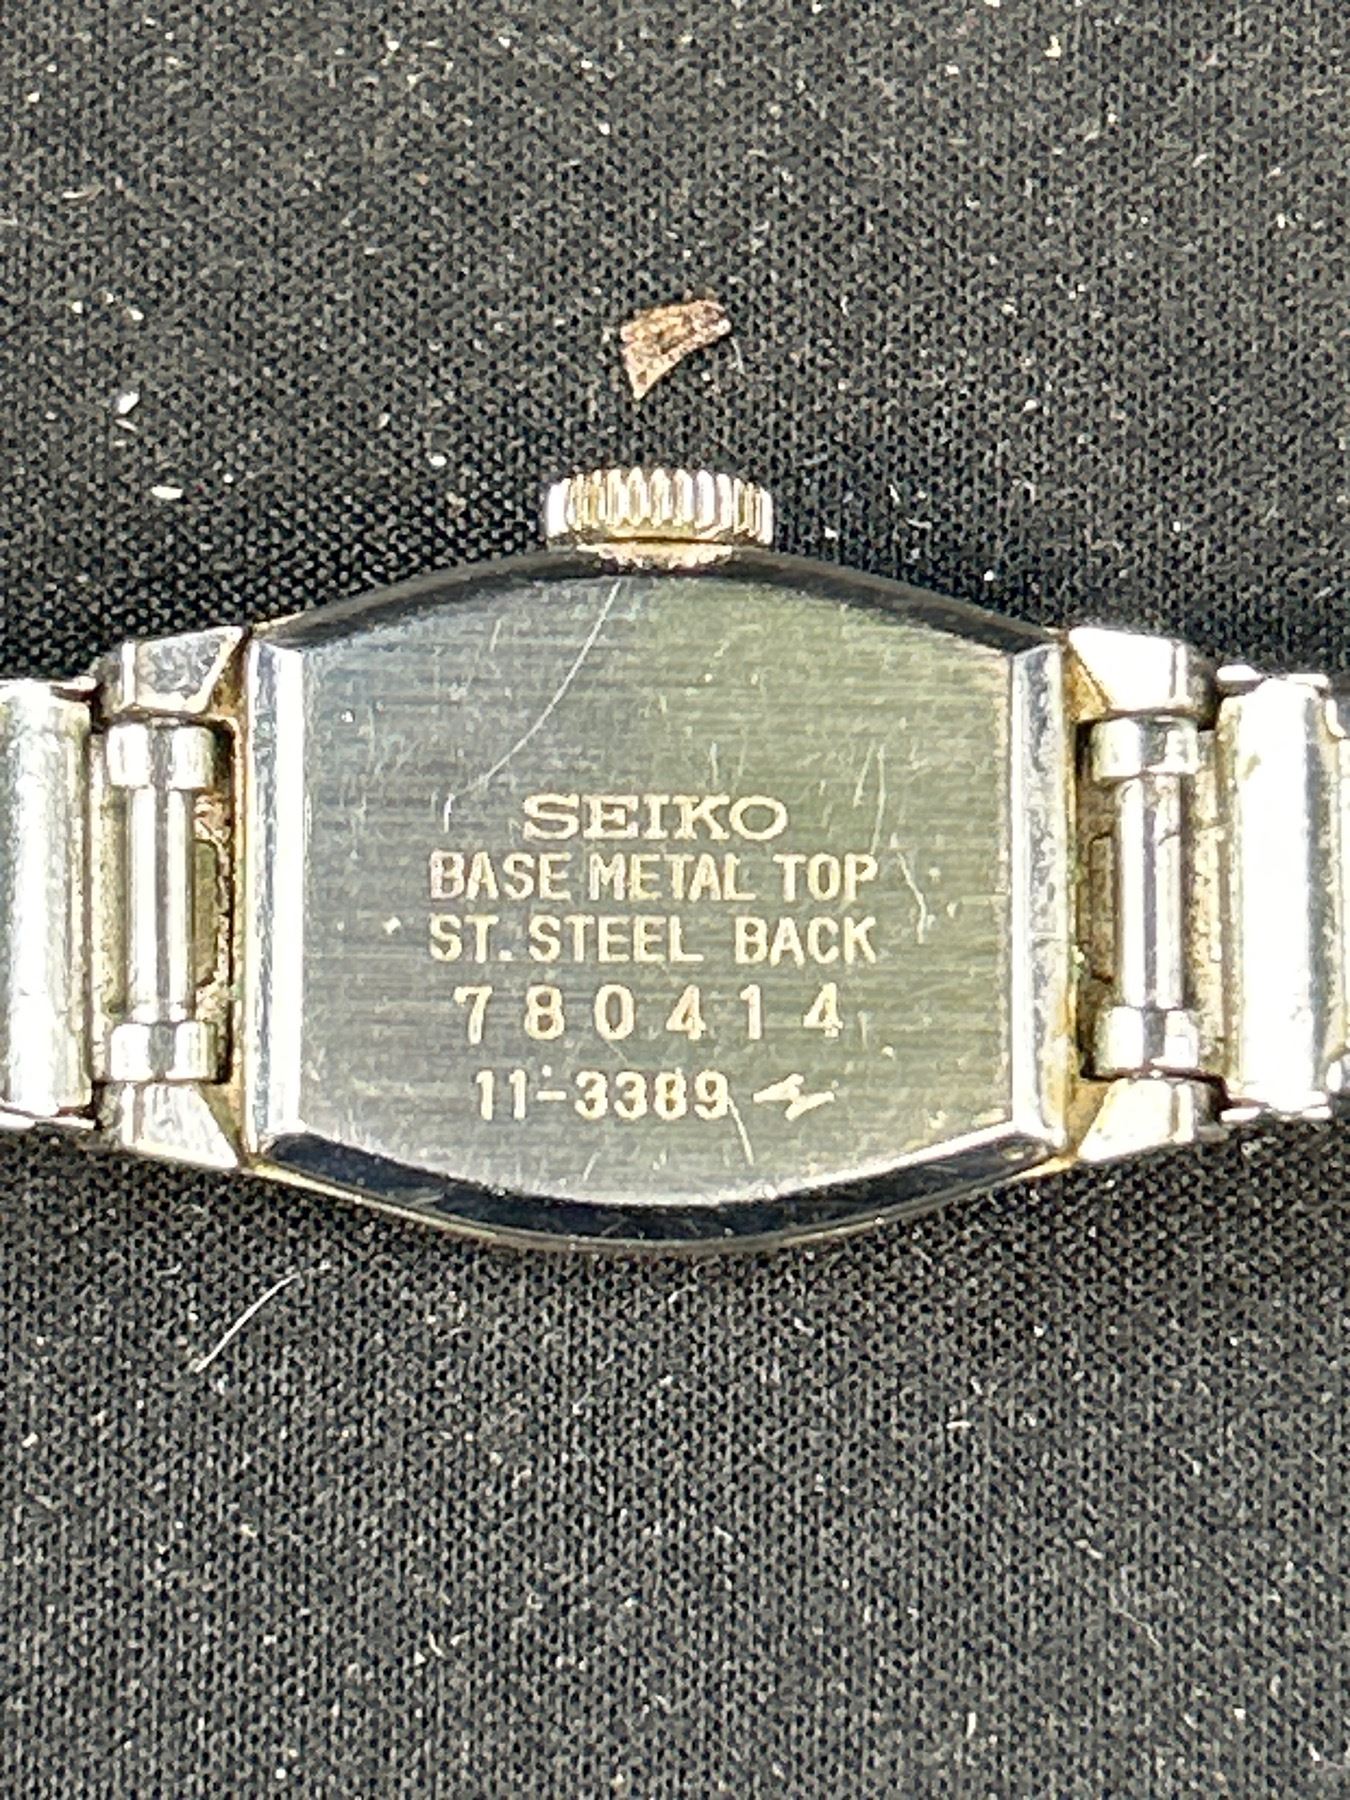 SEIKO
BASE METAL TOP
ST. STEEL BACK
780414
11-3389